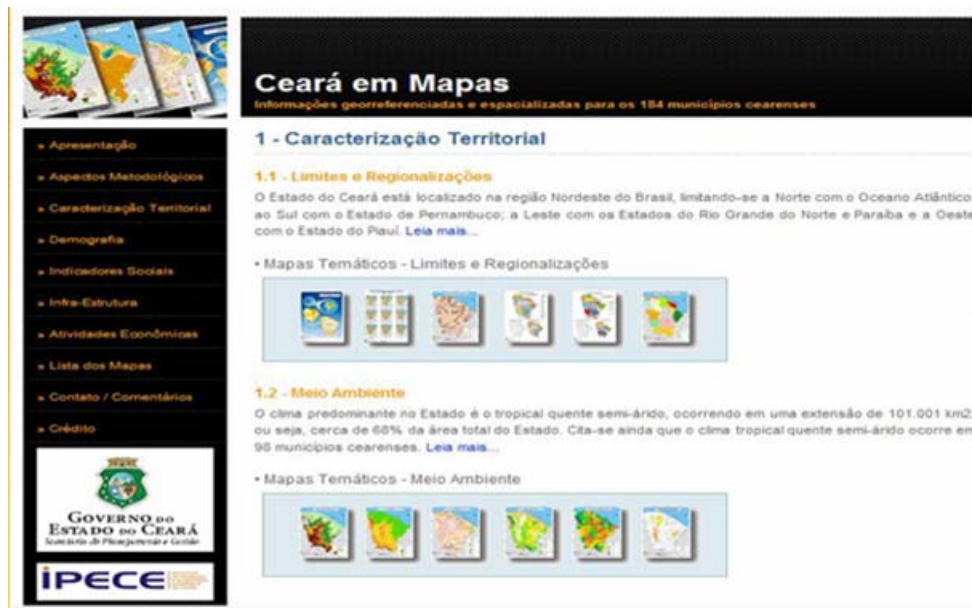 Ceará em Mapas
Informações georreferenciadas e espacializadas para os 184 municípios cearenses
» Apresentação
» Aspectos Metodológicos
» Caracterização Territorial
» Demografia
» Indicadores Sociais
» Infra-Estrutura
» Atividades Econômicas
» Lista dos Mapas
» Contato / Comentários
» Crédito
GOVERNO DO
ESTADO DO CEARÁ
Secretaria do Planejamento e Gestão
IPECE
1 - Caracterização Territorial
1.1 - Limites e Regionalizações
O Estado do Ceará está localizado na região Nordeste do Brasil, limitando-se a Norte com o Oceano Atlântico;
ao Sul com o Estado de Pernambuco; a Leste com os Estados do Rio Grande do Norte e Paraíba e a Oeste
com o Estado do Piauí. Leia mais...
• Mapas Temáticos - Limites e Regionalizações
1.2 - Meio Ambiente
O clima predominante no Estado é o tropical quente semi-árido, ocorrendo em uma extensão de 101.001 km2,
ou seja, cerca de 68% da área total do Estado. Cita-se ainda que o clima tropical quente semi-árido ocorre em
98 municípios cearenses. Leia mais...
• Mapas Temáticos - Meio Ambiente